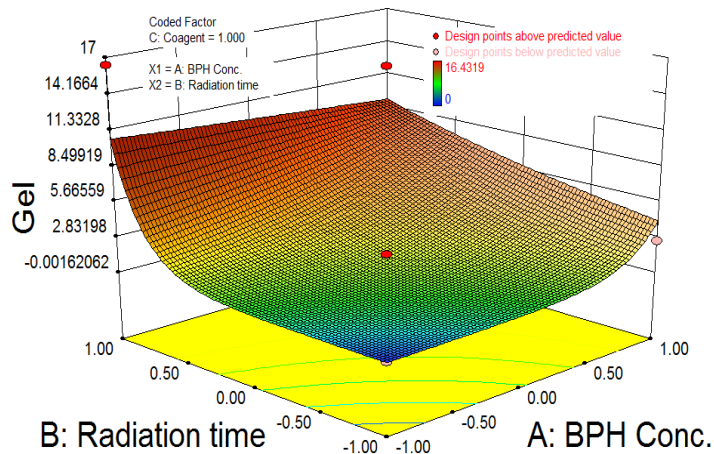 Coded Factor
C: Coagent = 1.000
X1 = A: BPH Conc.
X2 = B: Radiation time
Design points above predicted value
Design points below predicted value
16.4319
0
17
14.1664
11.3328
8.49919
5.66559
2.83198
-0.00162062
Gel
1.00
0.50
0.00
-0.50
-1.00
B: Radiation time
-1.00
-0.50
0.00
0.50
1.00
A: BPH Conc.